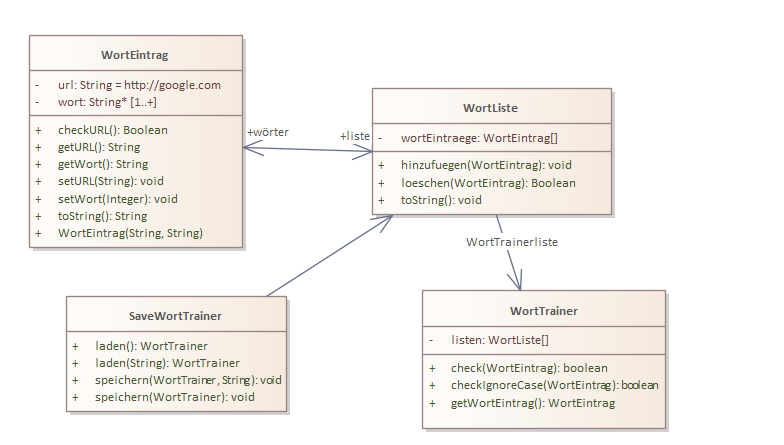 WortEintrag
- url: String = http://google.com
- wort: String* [1..+]
+ checkURL(): Boolean
+ getURL(): String
+ getWort(): String
+ setURL(String): void
+ setWort(Integer): void
+ toString(): String
+ WortEintrag(String, String)
+wörter
+liste
WortListe
- wortEintraege: WortEintrag[]
+ hinzufuegen(WortEintrag): void
+ loeschen(WortEintrag): Boolean
+ toString(): void
WortTrainerliste
SaveWortTrainer
+ laden(): WortTrainer
+ laden(String): WortTrainer
+ speichern(WortTrainer, String): void
+ speichern(WortTrainer): void
WortTrainer
- listen: WortListe[]
+ check(WortEintrag): boolean
+ checkIgnoreCase(WortEintrag): boolean
+ getWortEintrag(): WortEintrag